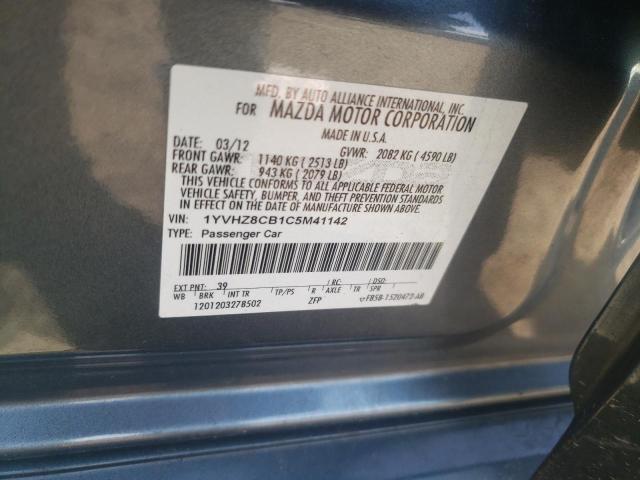 MFD. BY AUTO ALLIANCE INTERNATIONAL, INC.
FOR MAZDA MOTOR CORPORATION
MADE IN U.S.A.
DATE: 03/12 GVWR: 2082 KG ( 4590 LB)
FRONT GAWR: 1140 KG ( 2513 LB)
REAR GAWR: 943 KG ( 2079 LB)
THIS VEHICLE CONFORMS TO ALL APPLICABLE FEDERAL MOTOR
VEHICLE SAFETY, BUMPER, AND THEFT PREVENTION STANDARDS
IN EFFECT ON THE DATE OF MANUFACTURE SHOWN ABOVE.
VIN: 1YVHZ8CB1C5M41142
TYPE: Passenger Car
EXT PNT: 39 RC: DSO:
WB BRK INT TR TP/PS R AXLE TR SPR
1201203278502 ZFP F85B-1520472-AB